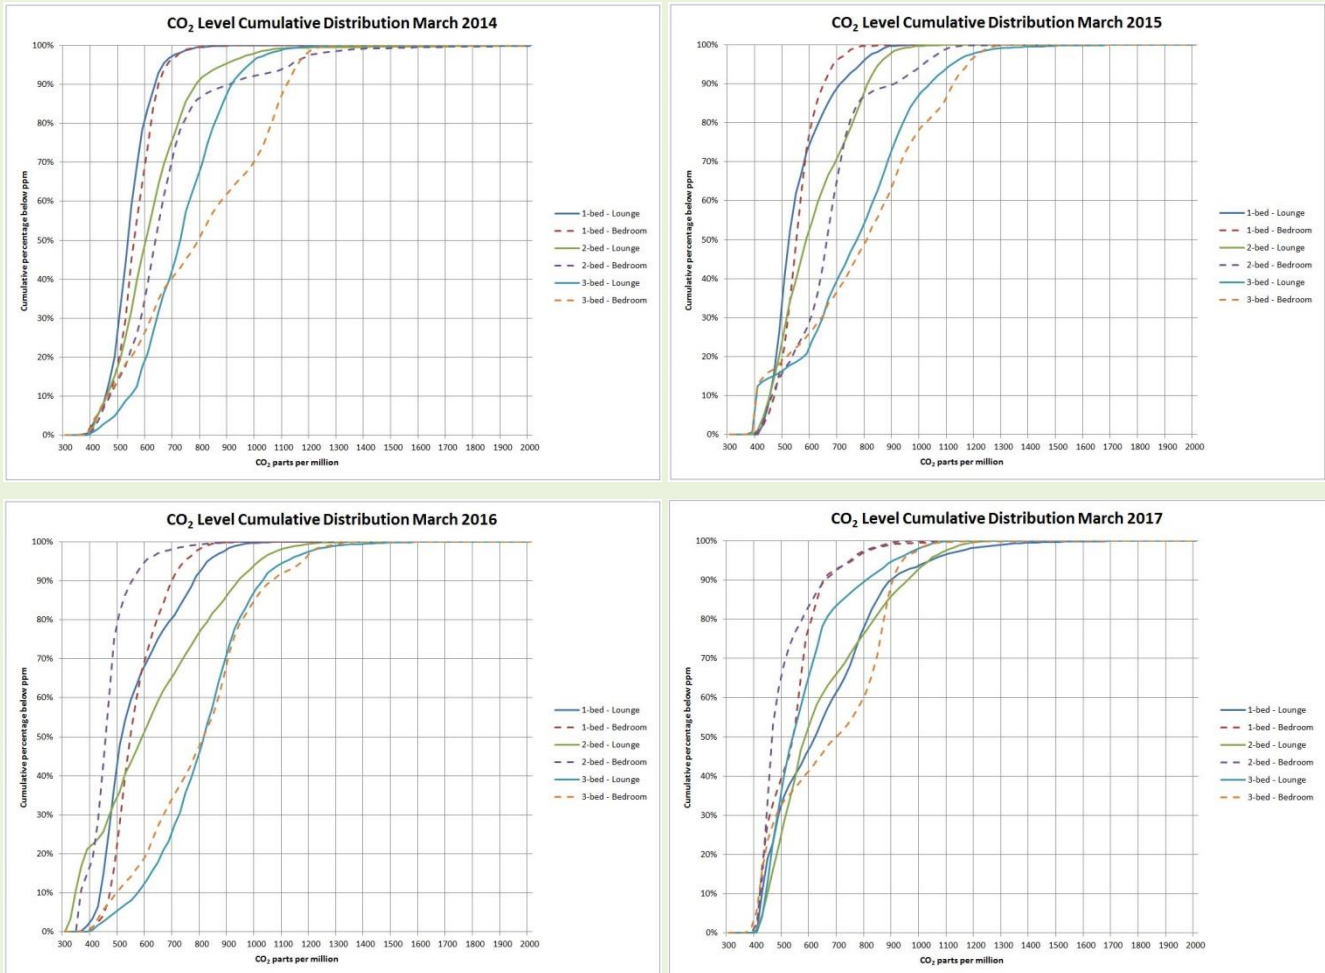 CO₂ Level Cumulative Distribution March 2014
100%
90%
80%
70%
60%
50%
40%
30%
20%
10%
0%
Cumulative percentage below ppm
300 400 500 600 700 800 900 1000 1100 1200 1300 1400 1500 1600 1700 1800 1900 2000
CO₂ parts per million
1-bed - Lounge
1-bed - Bedroom
2-bed - Lounge
2-bed - Bedroom
3-bed - Lounge
3-bed - Bedroom
CO₂ Level Cumulative Distribution March 2015
100%
90%
80%
70%
60%
50%
40%
30%
20%
10%
0%
Cumulative percentage below ppm
300 400 500 600 700 800 900 1000 1100 1200 1300 1400 1500 1600 1700 1800 1900 2000
CO₂ parts per million
1-bed - Lounge
1-bed - Bedroom
2-bed - Lounge
2-bed - Bedroom
3-bed - Lounge
3-bed - Bedroom
CO₂ Level Cumulative Distribution March 2016
100%
90%
80%
70%
60%
50%
40%
30%
20%
10%
0%
Cumulative percentage below ppm
300 400 500 600 700 800 900 1000 1100 1200 1300 1400 1500 1600 1700 1800 1900 2000
CO₂ parts per million
1-bed - Lounge
1-bed - Bedroom
2-bed - Lounge
2-bed - Bedroom
3-bed - Lounge
3-bed - Bedroom
CO₂ Level Cumulative Distribution March 2017
100%
90%
80%
70%
60%
50%
40%
30%
20%
10%
0%
Cumulative percentage below ppm
300 400 500 600 700 800 900 1000 1100 1200 1300 1400 1500 1600 1700 1800 1900 2000
CO₂ parts per million
1-bed - Lounge
1-bed - Bedroom
2-bed - Lounge
2-bed - Bedroom
3-bed - Lounge
3-bed - Bedroom